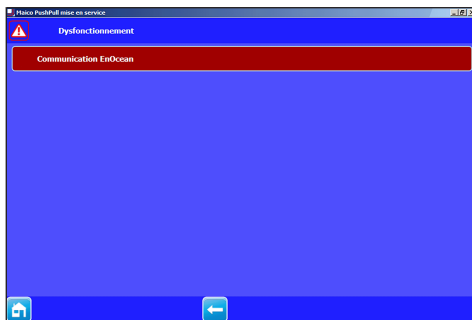 Maico PushPull mise en service
Dysfonctionnement
Communication EnOcean